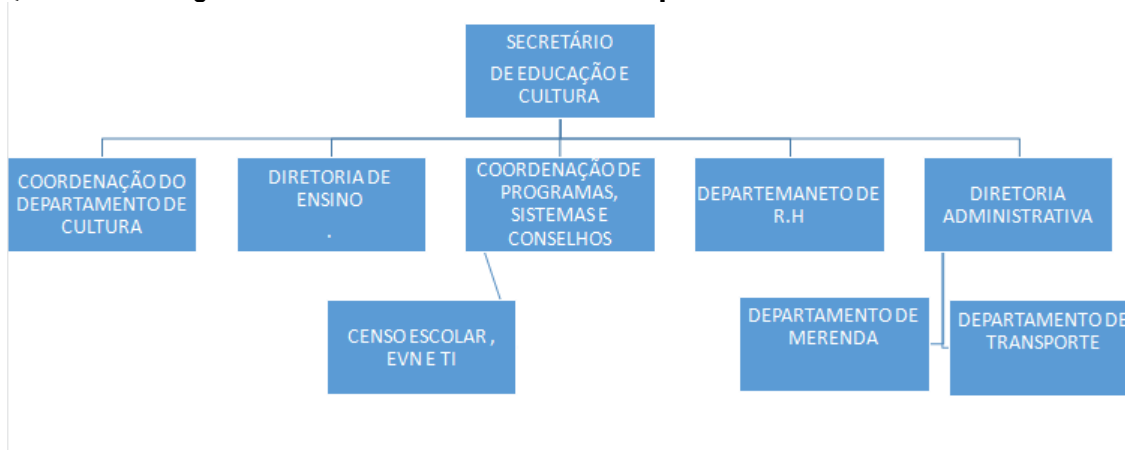 SECRETÁRIO
DE EDUCAÇÃO E
CULTURA
COORDENAÇÃO DO
DEPARTAMENTO DE
CULTURA
DIRETORIA DE
ENSINO
.
COORDENAÇÃO DE
PROGRAMAS,
SISTEMAS E
CONSELHOS
DEPARTEMANETO DE
R.H
DIRETORIA
ADMINISTRATIVA
CENSO ESCOLAR ,
EVN E TI
DEPARTAMENTO DE
MERENDA
DEPARTAMENTO DE
TRANSPORTE